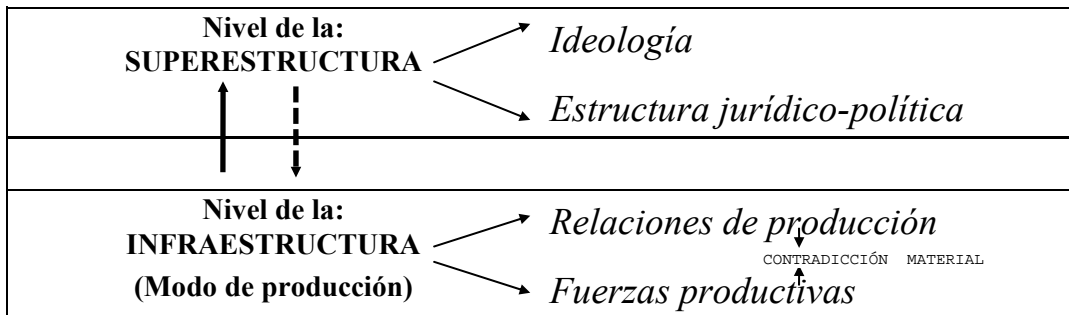 Nivel de la:
SUPERESTRUCTURA
Ideología
Estructura jurídico-política
Nivel de la:
INFRAESTRUCTURA
(Modo de producción)
Relaciones de producción
CONTRADICCIÓN MATERIAL
Fuerzas productivas